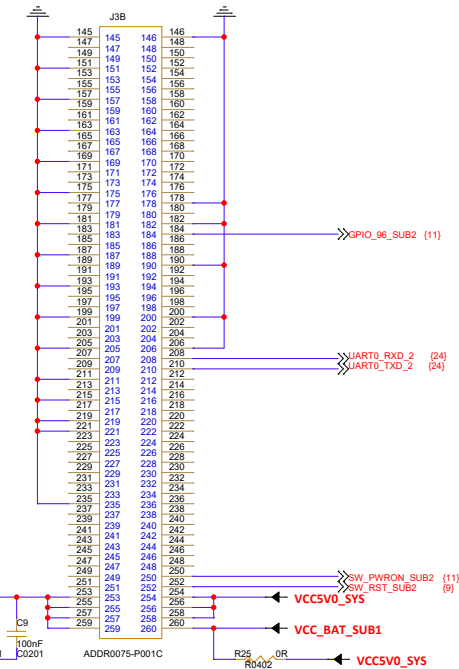 J3B
145 145 146 146
147 147 148 148
149 149 150 150
151 151 152 152
153 153 154 154
155 155 156 156
157 157 158 158
159 159 160 160
161 161 162 162
163 163 164 164
165 165 166 166
167 167 168 168
169 169 170 170
171 171 172 172
173 173 174 174
175 175 176 176
177 177 178 178
179 179 180 180
181 181 182 182
183 183 184 184 GPIO_96_SUB2 {11}
185 185 186 186
187 187 188 188
189 189 190 190
191 191 192 192
193 193 194 194
195 195 196 196
197 197 198 198
199 199 200 200
201 201 202 202
203 203 204 204
205 205 206 206
207 207 208 208 UART0_RXD_2 {24}
209 209 210 210 UART0_TXD_2 {24}
211 211 212 212
213 213 214 214
215 215 216 216
217 217 218 218
219 219 220 220
221 221 222 222
223 223 224 224
225 225 226 226
227 227 228 228
229 229 230 230
231 231 232 232
233 233 234 234
235 235 236 236
237 237 238 238
239 239 240 240
241 241 242 242
243 243 244 244
245 245 246 246
247 247 248 248
249 249 250 250 SW_PWRON_SUB2 {11}
251 251 252 252 SW_RST_SUB2 {9}
253 253 254 254 VCC5V0_SYS
255 255 256 256
257 257 258 258
259 259 260 260 VCC_BAT_SUB1
C9
100nF
1 C0201
ADDR0075-P001C
R25 0R
R0402
VCC5V0_SYS